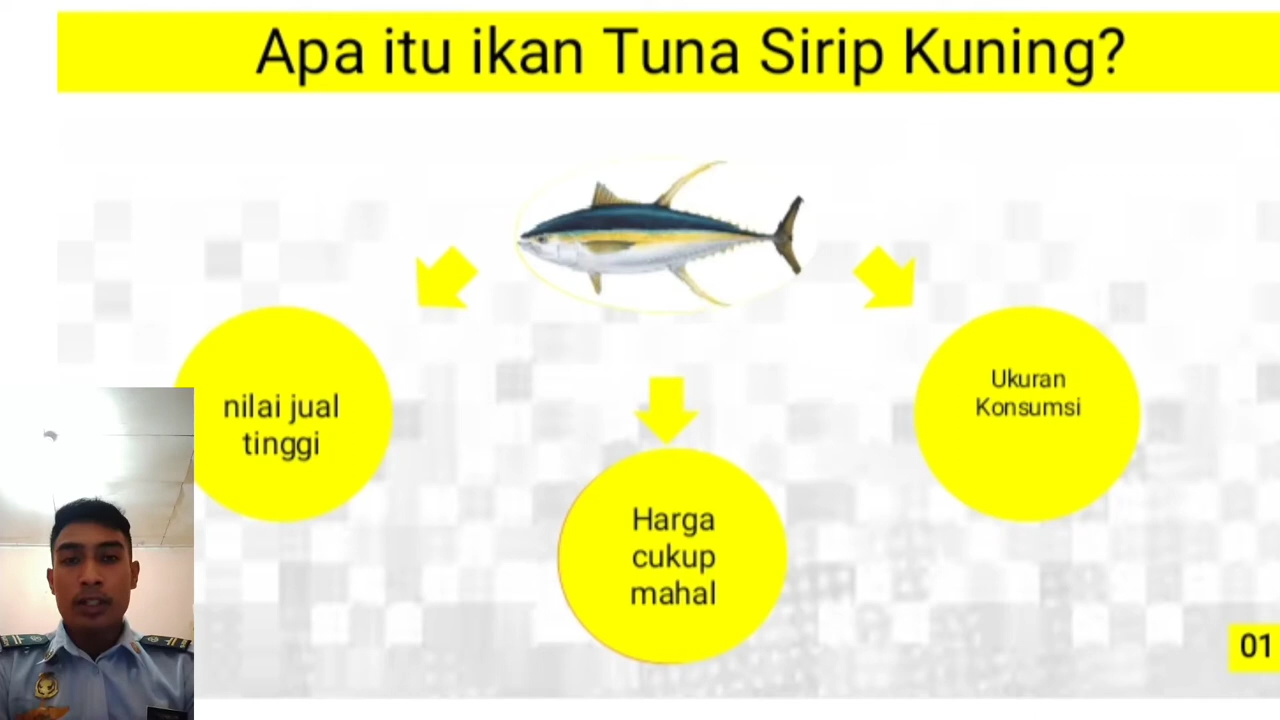 Apa itu ikan Tuna Sirip Kuning?
nilai jual
tinggi
Harga
cukup
mahal
Ukuran
Konsumsi
01